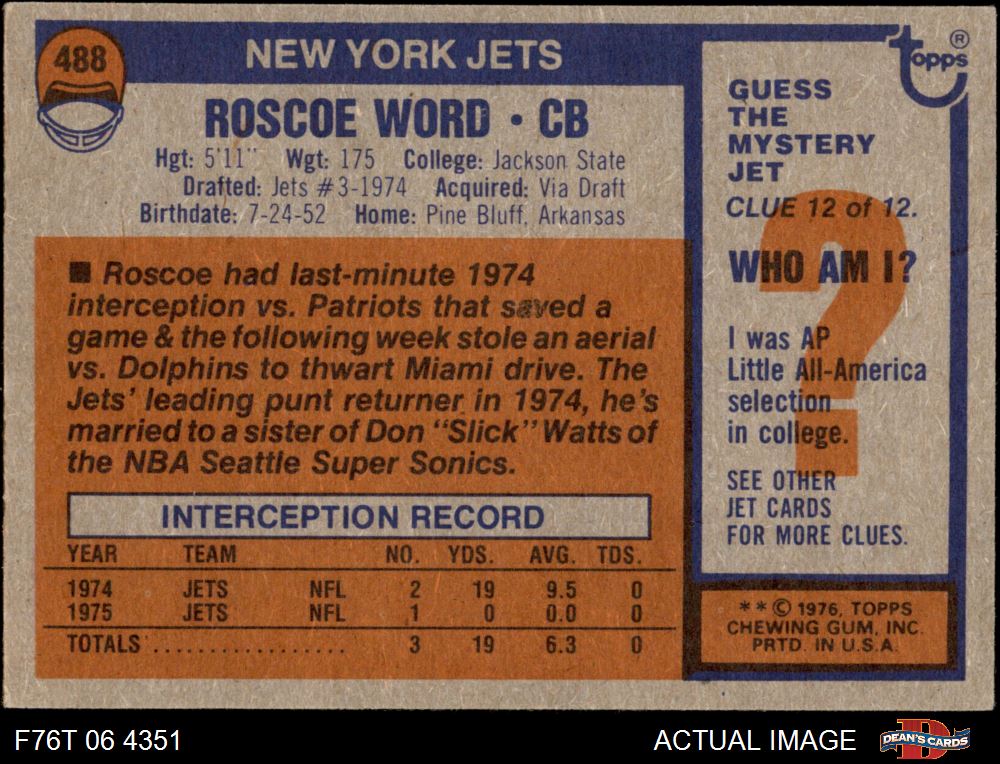 488
NEW YORK JETS
ROSCOE WORD • CB
Hgt: 5'11" Wgt: 175 College: Jackson State
Drafted: Jets #3-1974 Acquired: Via Draft
Birthdate: 7-24-52 Home: Pine Bluff, Arkansas
■ Roscoe had last-minute 1974
interception vs. Patriots that saved a
game & the following week stole an aerial
vs. Dolphins to thwart Miami drive. The
Jets' leading punt returner in 1974, he's
married to a sister of Don "Slick" Watts of
the NBA Seattle Super Sonics.
INTERCEPTION RECORD
YEAR TEAM NO. YDS. AVG. TDS.
1974 JETS NFL 2 19 9.5 0
1975 JETS NFL 1 0 0.0 0
TOTALS ................. 3 19 6.3 0
topps ®
GUESS
THE
MYSTERY
JET
CLUE 12 of 12.
?
WHO AM I?
I was AP
Little All-America
selection
in college.
SEE OTHER
JET CARDS
FOR MORE CLUES.
** © 1976, TOPPS
CHEWING GUM, INC.
PRTD. IN U.S.A.
F76T 06 4351
ACTUAL IMAGE
D
DEAN'S CARDS